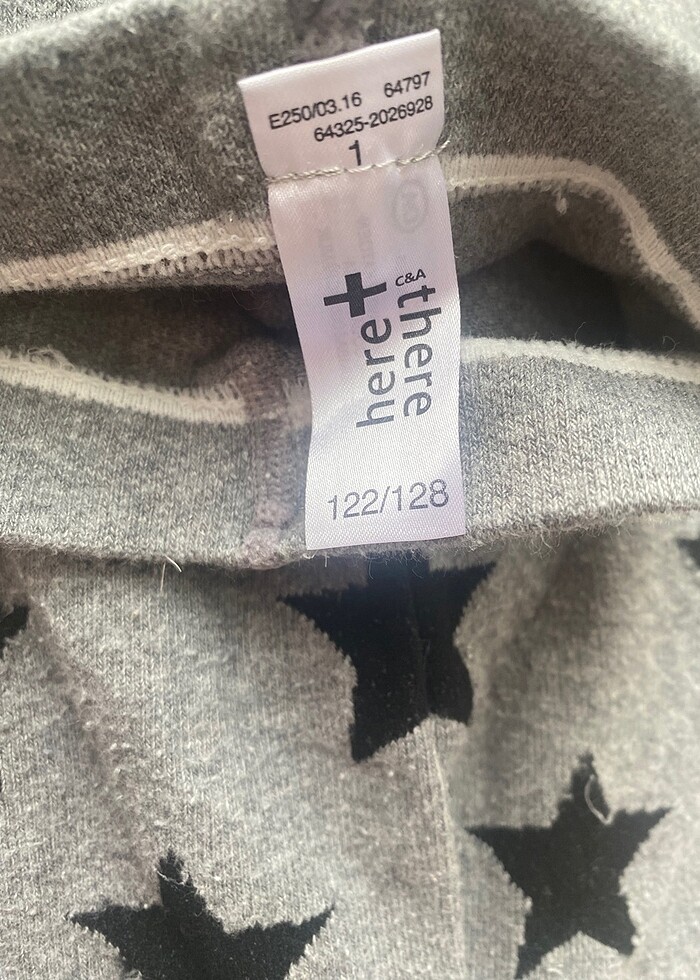 E250/03.16 64797
64325-2026928
1
here+
C&A
there
122/128